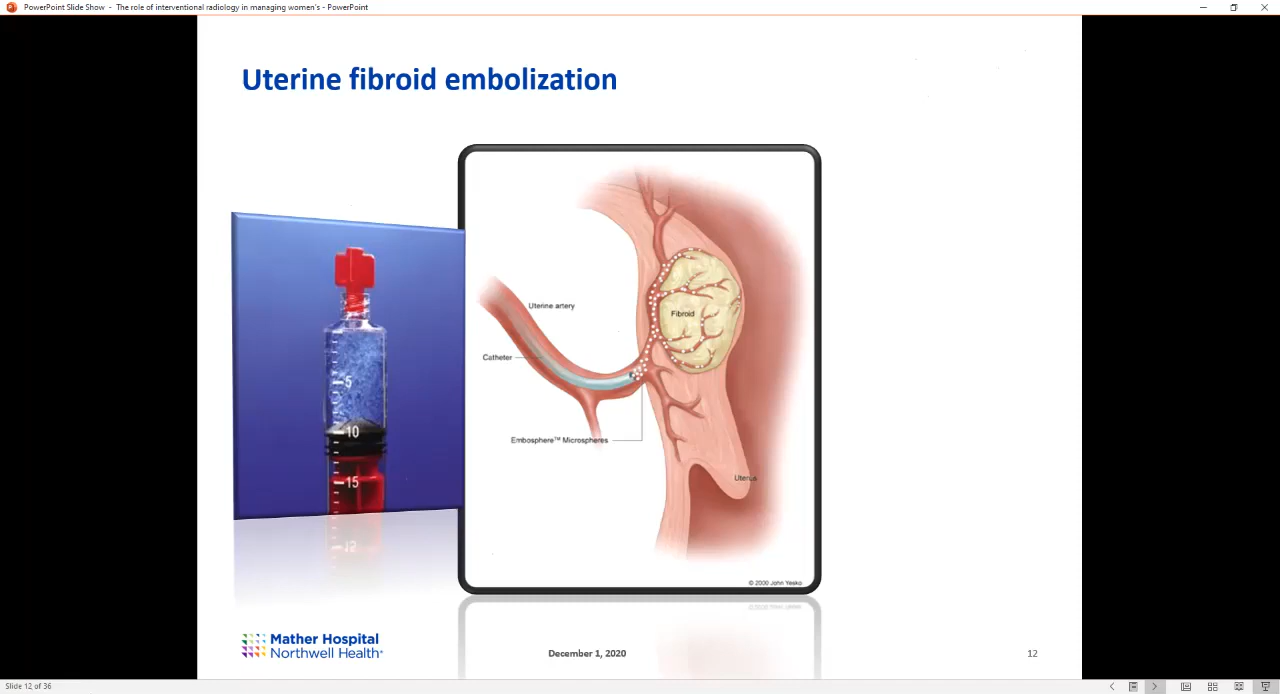 PowerPoint Slide Show - The role of interventional radiology in managing women's - PowerPoint
Uterine fibroid embolization
5
10
15
Uterine artery
Fibroid
Catheter
Embosphere™ Microspheres
Uterus
© 2000 John Yesko
Mather Hospital
Northwell Health
December 1, 2020
12
Slide 12 of 36